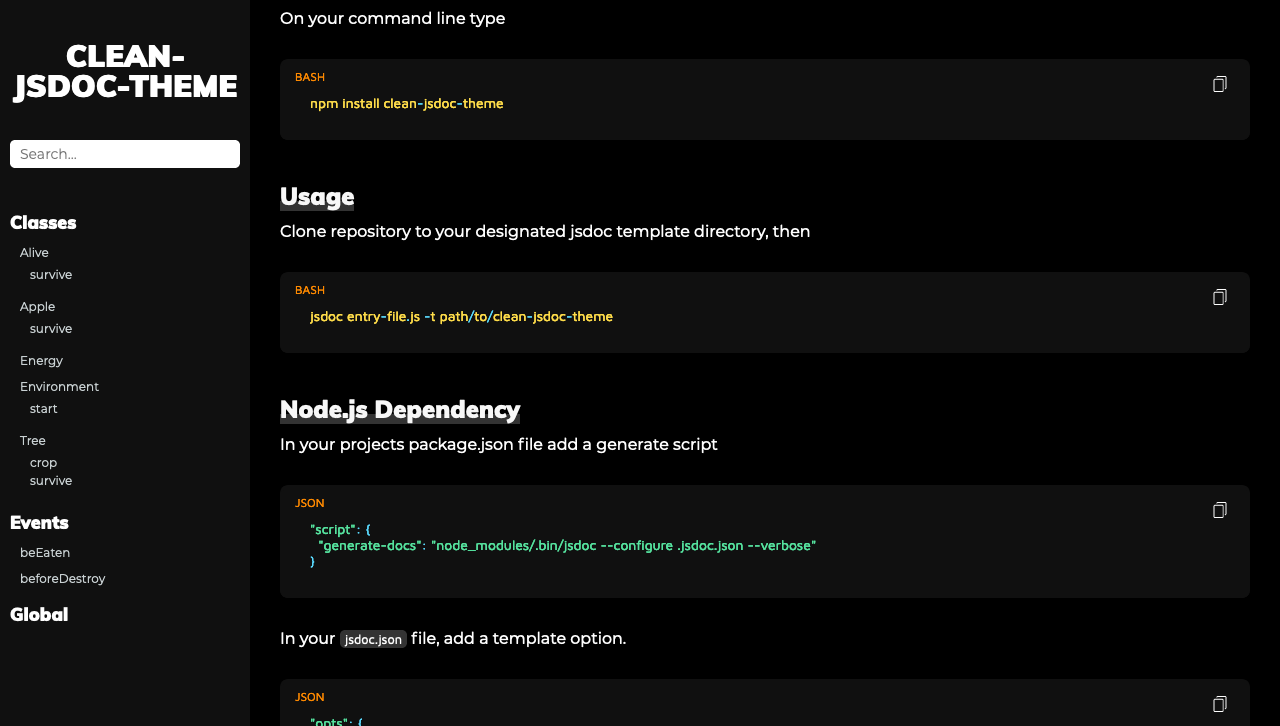 CLEAN-
JSDOC-THEME
Search...
Classes
Alive
survive
Apple
survive
Energy
Environment
start
Tree
crop
survive
Events
beEaten
beforeDestroy
Global
On your command line type
BASH
npm install clean-jsdoc-theme
Usage
Clone repository to your designated jsdoc template directory, then
BASH
jsdoc entry-file.js -t path/to/clean-jsdoc-theme
Node.js Dependency
In your projects package.json file add a generate script
JSON
"script": {
"generate-docs": "node_modules/.bin/jsdoc --configure .jsdoc.json --verbose"
}
In your jsdoc.json file, add a template option.
JSON
"opts": {